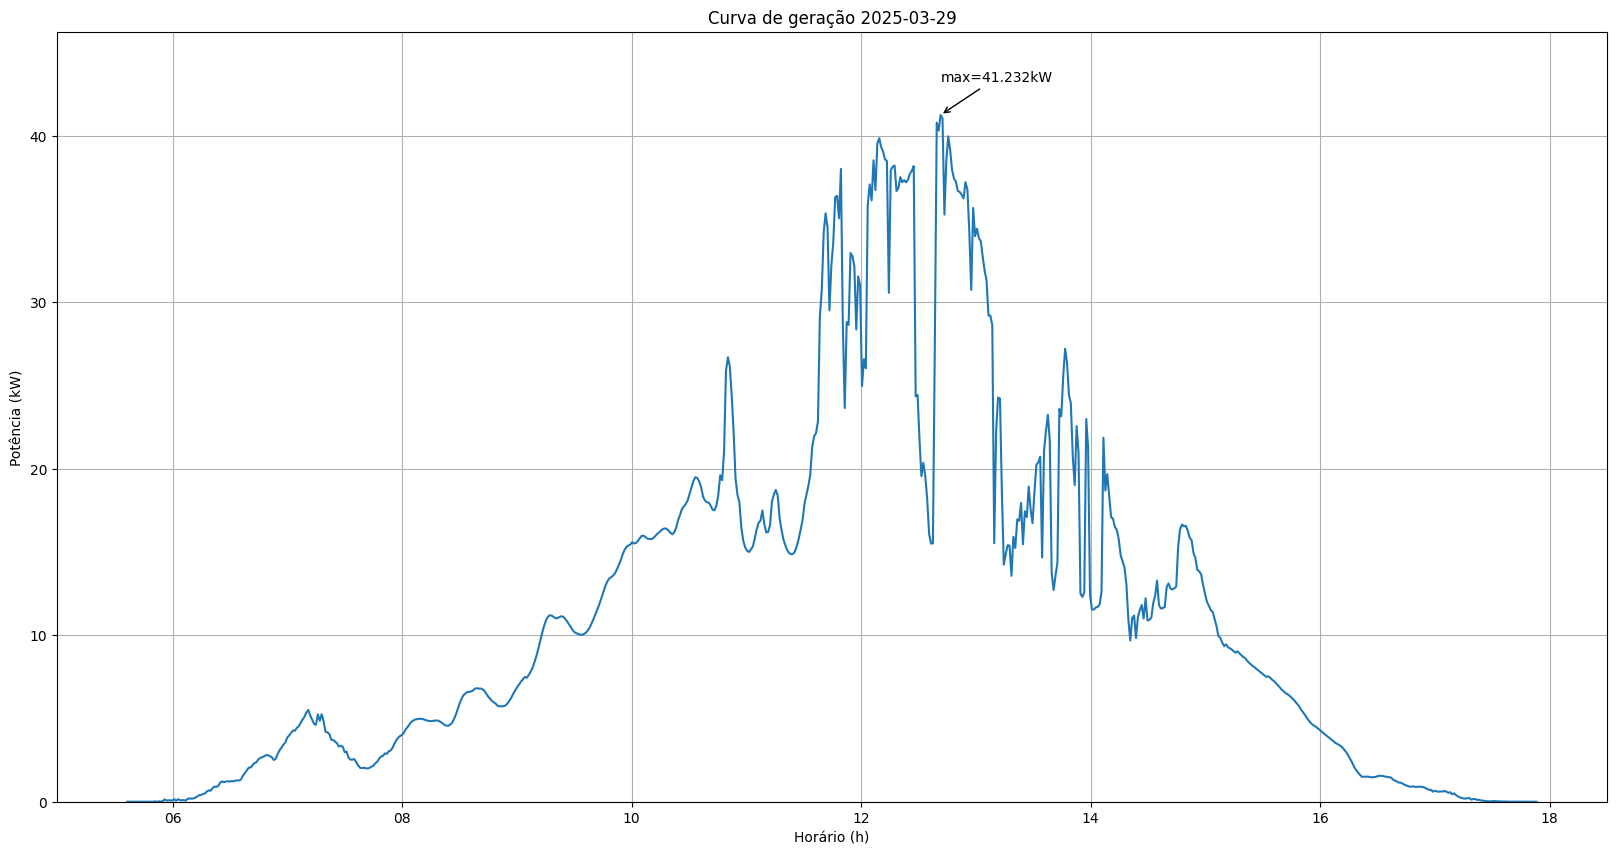 Curva de geração 2025-03-29
max=41.232kW
Potência (kW)
40
30
20
10
0
06 08 10 12 14 16 18
Horário (h)